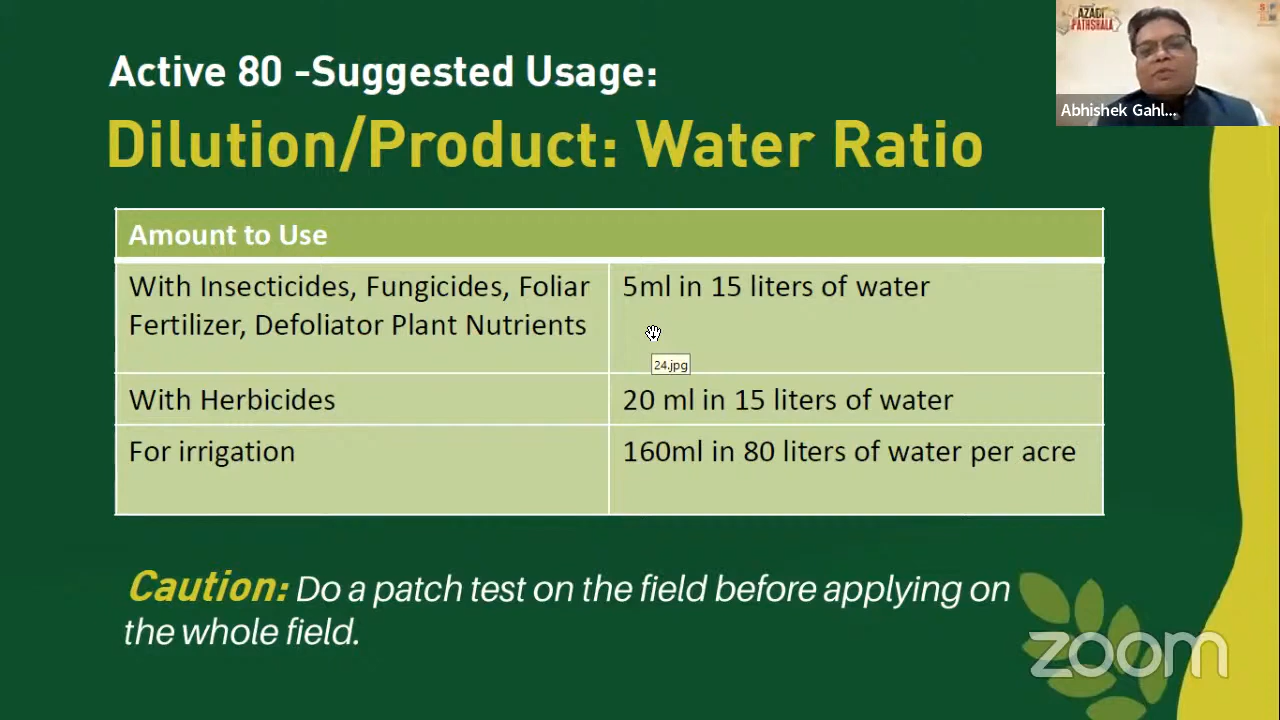 Active 80 -Suggested Usage:
Dilution/Product: Water Ratio
AZADI
PATHSHALA
Abhishek Gahl...
Amount to Use
With Insecticides, Fungicides, Foliar
Fertilizer, Defoliator Plant Nutrients
5ml in 15 liters of water
24.jpg
With Herbicides
20 ml in 15 liters of water
For irrigation
160ml in 80 liters of water per acre
Caution: Do a patch test on the field before applying on
the whole field.
zoom